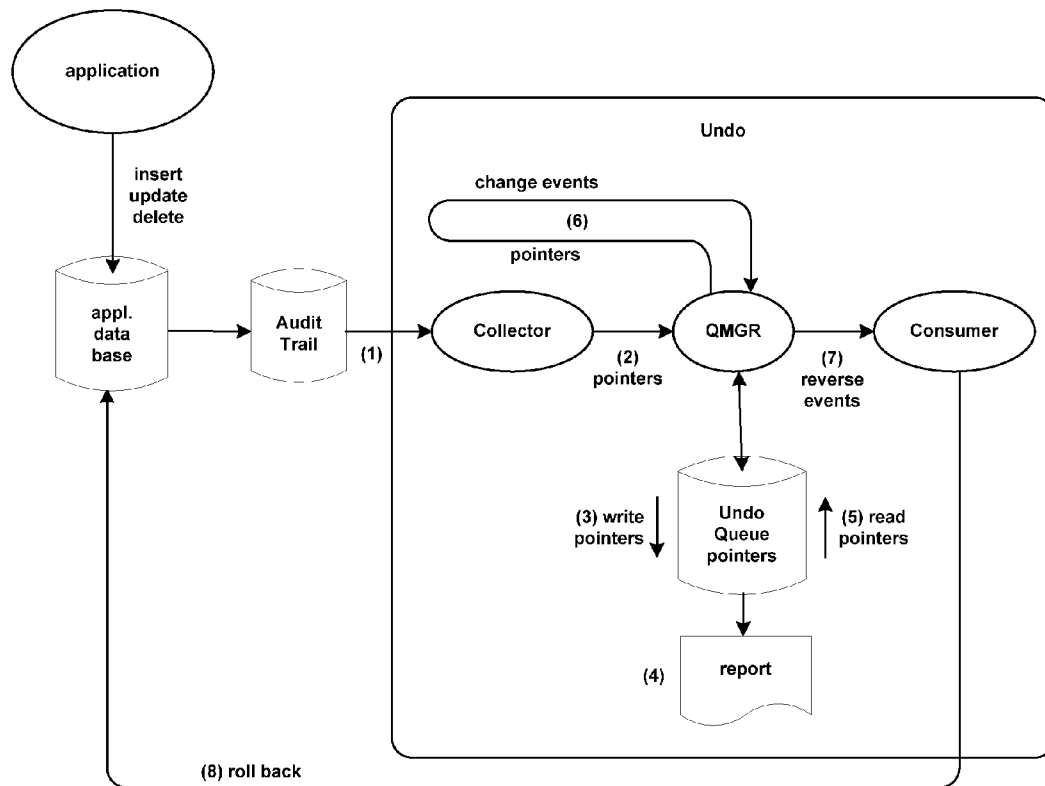 application
Undo
insert
update
delete
change events
(6)
pointers
appl.
data
base
Audit
Trail
(1)
Collector
(2)
pointers
QMGR
(7)
reverse
events
Consumer
(3) write
pointers
Undo
Queue
pointers
(5) read
pointers
(4)
report
(8) roll back